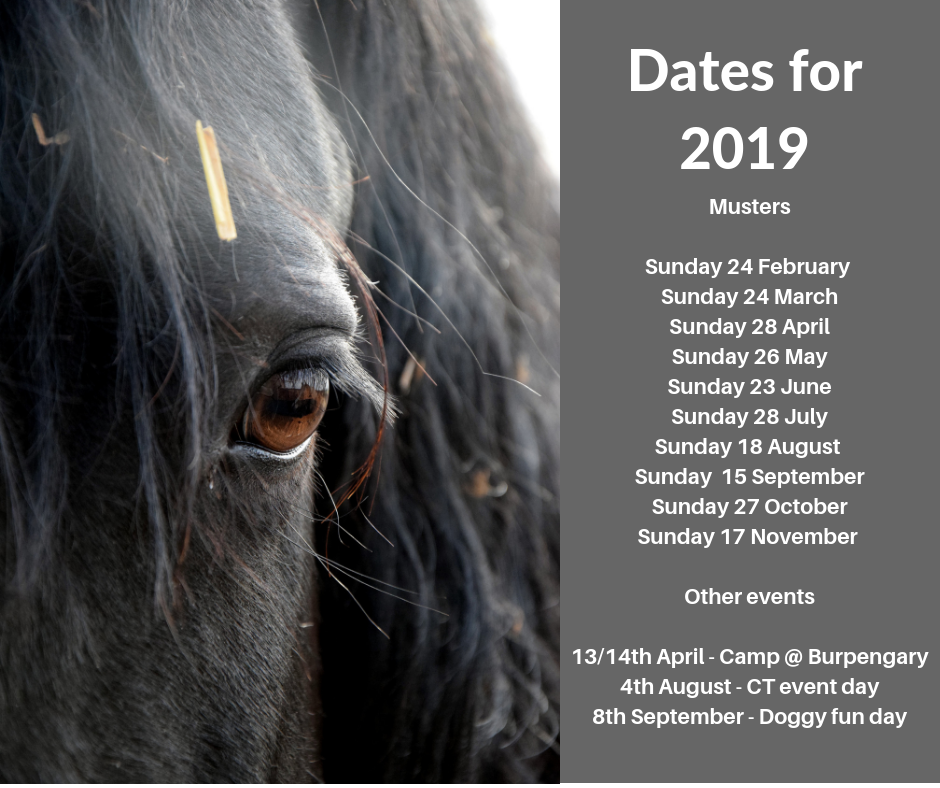 Dates for
2019
Musters
Sunday 24 February
Sunday 24 March
Sunday 28 April
Sunday 26 May
Sunday 23 June
Sunday 28 July
Sunday 18 August
Sunday  15 September
Sunday 27 October
Sunday 17 November
Other events
13/14th April - Camp @ Burpengary
4th August - CT event day
8th September - Doggy fun day